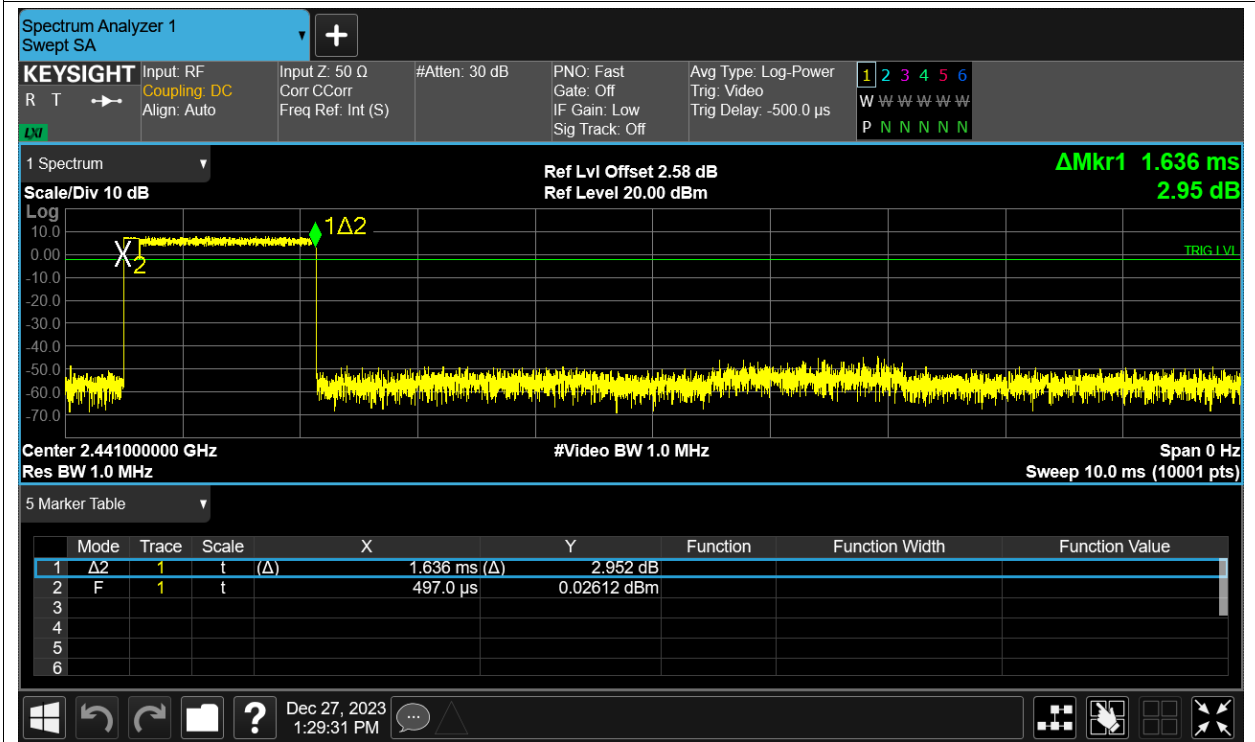 Spectrum Analyzer 1
Swept SA
+
KEYSIGHT
R T
LXI
Input: RF
Coupling: DC
Align: Auto
Input Z: 50 Ω
Corr CCorr
Freq Ref: Int (S)
#Atten: 30 dB
PNO: Fast
Gate: Off
IF Gain: Low
Sig Track: Off
Avg Type: Log-Power
Trig: Video
Trig Delay: -500.0 µs
1 2 3 4 5 6
W W W W W W
P N N N N N
1 Spectrum
Scale/Div 10 dB
Ref Lvl Offset 2.58 dB
Ref Level 20.00 dBm
ΔMkr1 1.636 ms
2.95 dB
Log
10.0
0.00
-10.0
-20.0
-30.0
-40.0
-50.0
-60.0
-70.0
X2
1Δ2
TRIG LVL
Center 2.441000000 GHz
Res BW 1.0 MHz
#Video BW 1.0 MHz
Span 0 Hz
Sweep 10.0 ms (10001 pts)
5 Marker Table
Mode Trace Scale X Y Function Function Width Function Value
1 Δ2 1 t (Δ) 1.636 ms (Δ) 2.952 dB
2 F 1 t 497.0 µs 0.02612 dBm
3
4
5
6
?
Dec 27, 2023
1:29:31 PM